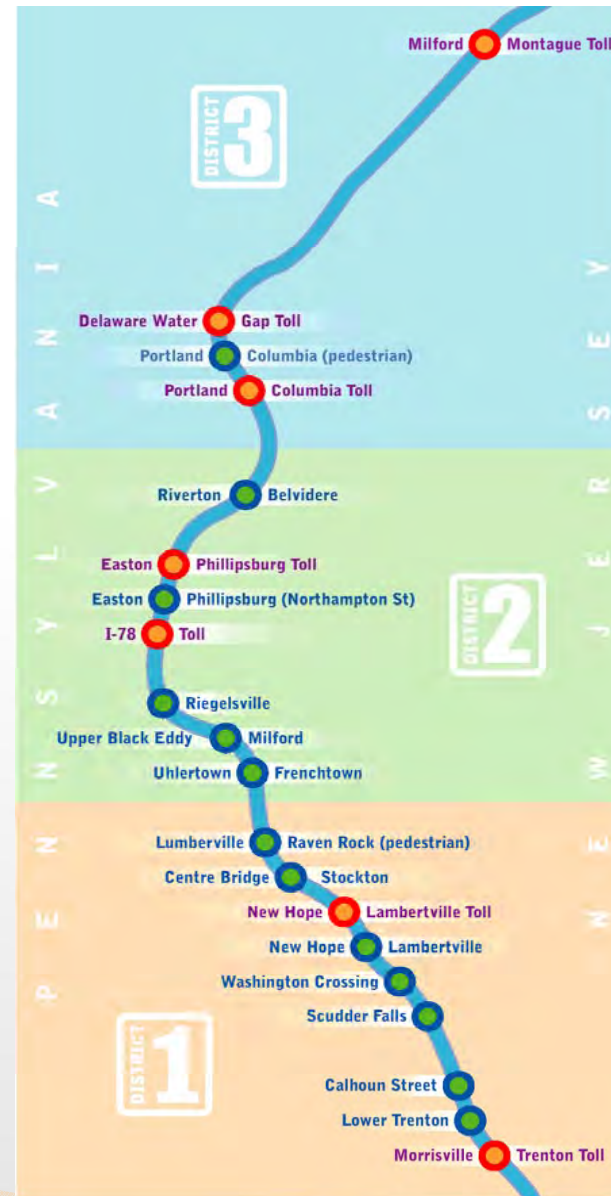 Milford Montague Toll
DISTRICT 3
Delaware Water Gap Toll
Portland Columbia (pedestrian)
Portland Columbia Toll
Riverton Belvidere
Easton Phillipsburg Toll
Easton Phillipsburg (Northampton St)
I-78 Toll
DISTRICT 2
Riegelsville
Upper Black Eddy Milford
Uhlertown Frenchtown
Lumberville Raven Rock (pedestrian)
Centre Bridge Stockton
New Hope Lambertville Toll
New Hope Lambertville
Washington Crossing
Scudder Falls
DISTRICT 1
Calhoun Street
Lower Trenton
Morrisville Trenton Toll
PENNSYLVANIA
NEW JERSEY